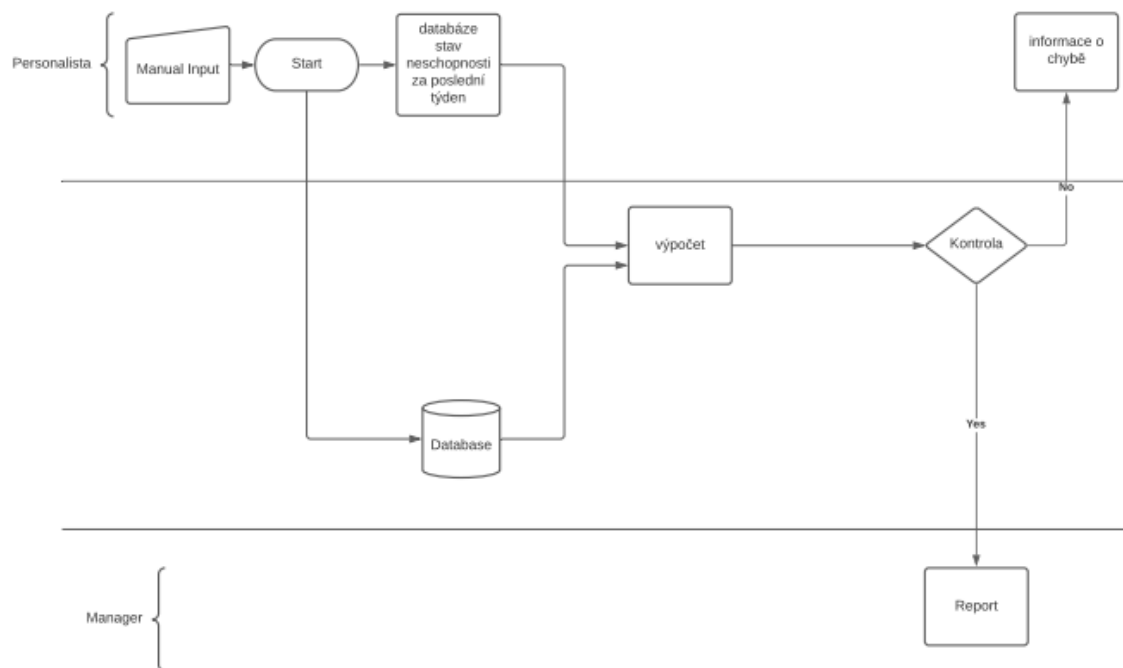 Personalista
Manual Input
Start
databáze
stav
neschopnosti
za poslední
týden
informace o
chybě
No
výpočet
Kontrola
Database
Yes
Manager
Report